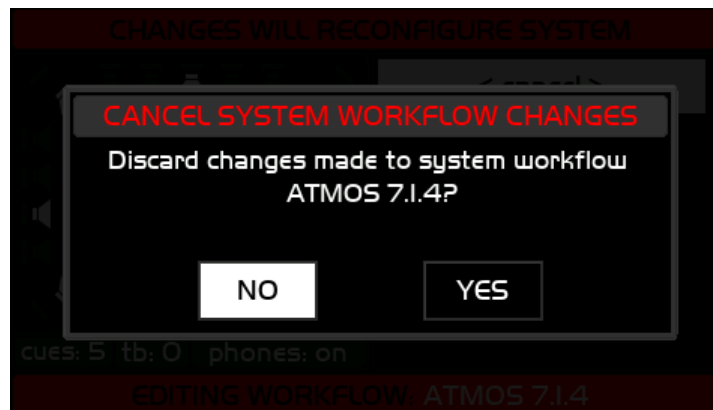 CHANGES WILL RECONFIGURE SYSTEM
< cancel >
CANCEL SYSTEM WORKFLOW CHANGES
Discard changes made to system workflow
ATMOS 7.1.4?
NO YES
cues: 5 tb: 0 phones: on
EDITING WORKFLOW: ATMOS 7.1.4